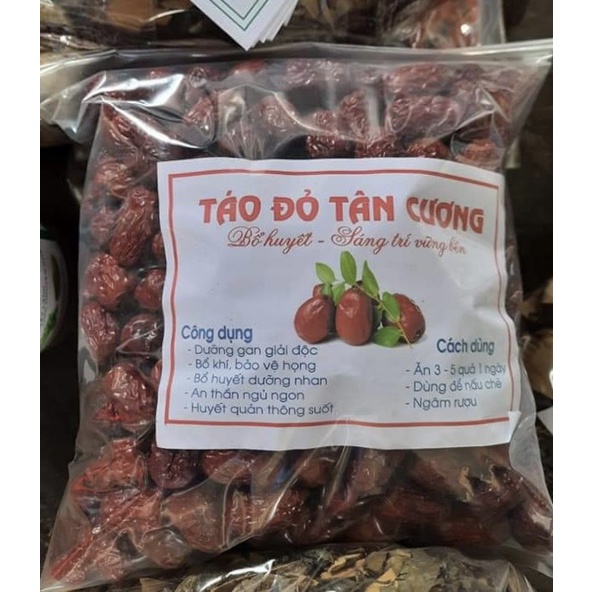 TÁO ĐỎ TÂN CƯƠNG
Bổ huyết - Sáng trí vững bền
Công dụng
- Dưỡng gan giải độc
- Bổ khí, bảo vệ họng
- Bổ huyết dưỡng nhan
- An thần ngủ ngon
- Huyết quản thông suốt
Cách dùng
- Ăn 3 - 5 quả 1 ngày
- Dùng để nấu chè
- Ngâm rượu